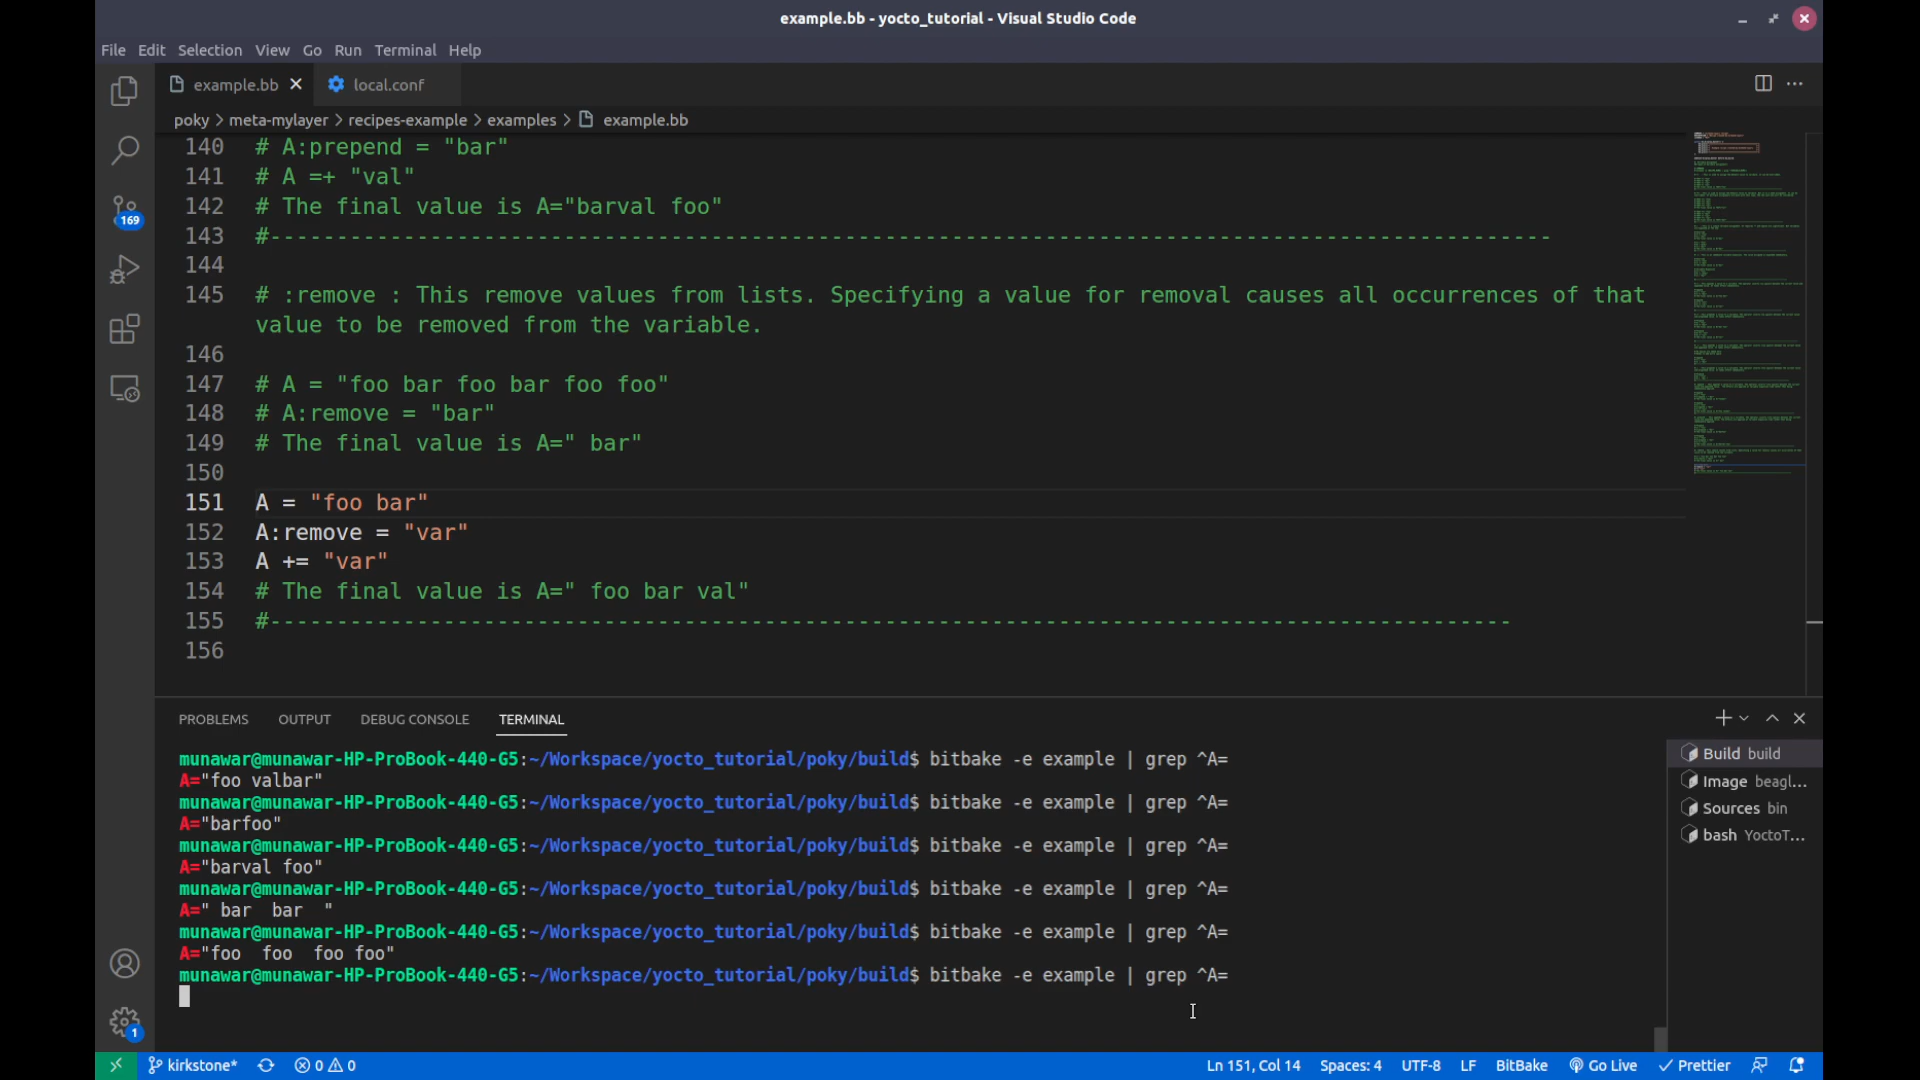 example.bb - yocto_tutorial - Visual Studio Code
File Edit Selection View Go Run Terminal Help
example.bb local.conf
poky > meta-mylayer > recipes-example > examples > example.bb
140 # A:prepend = "bar"
141 # A =+ "val"
142 # The final value is A="barval foo"
143 #-----------------------------------------------------------------------------------------------
144
145 # :remove : This remove values from lists. Specifying a value for removal causes all occurrences of that
value to be removed from the variable.
146
147 # A = "foo bar foo bar foo foo"
148 # A:remove = "bar"
149 # The final value is A=" bar"
150
151 A = "foo bar"
152 A:remove = "var"
153 A += "var"
154 # The final value is A=" foo bar val"
155 #--------------------------------------------------------------------------------------------
156
169
PROBLEMS OUTPUT DEBUG CONSOLE TERMINAL
munawar@munawar-HP-ProBook-440-G5:~/Workspace/yocto_tutorial/poky/build$ bitbake -e example | grep ^A=
A="foo valbar"
munawar@munawar-HP-ProBook-440-G5:~/Workspace/yocto_tutorial/poky/build$ bitbake -e example | grep ^A=
A="barfoo"
munawar@munawar-HP-ProBook-440-G5:~/Workspace/yocto_tutorial/poky/build$ bitbake -e example | grep ^A=
A="barval foo"
munawar@munawar-HP-ProBook-440-G5:~/Workspace/yocto_tutorial/poky/build$ bitbake -e example | grep ^A=
A=" bar  bar  "
munawar@munawar-HP-ProBook-440-G5:~/Workspace/yocto_tutorial/poky/build$ bitbake -e example | grep ^A=
A="foo  foo  foo foo"
munawar@munawar-HP-ProBook-440-G5:~/Workspace/yocto_tutorial/poky/build$ bitbake -e example | grep ^A=
Build build
Image beagl...
Sources bin
bash YoctoT...
1
kirkstone* 0 0 Ln 151, Col 14 Spaces: 4 UTF-8 LF BitBake Go Live Prettier